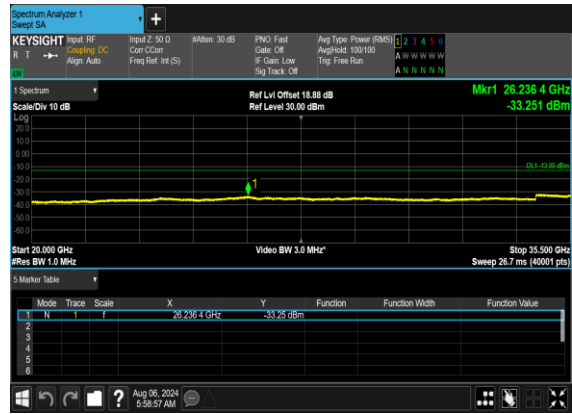 Spectrum Analyzer 1
Swept SA
+
KEYSIGHT Input: RF Input Z: 50 Ω #Atten: 30 dB PNO: Fast Avg Type: Power (RMS) 1 2 3 4 5 6
R T Coupling: DC Corr CCorr Gate: Off Avg|Hold: 100/100 A W W W W W
Align: Auto Freq Ref: Int (S) IF Gain: Low Trig: Free Run
Sig Track: Off A N N N N N
1 Spectrum Ref Lvl Offset 18.88 dB Mkr1 26.236 4 GHz
Scale/Div 10 dB Ref Level 30.00 dBm -33.251 dBm
Log
20.0
10.0
0.00
-10.0
DL1 -13.00 dBm
-20.0
1
-30.0
-40.0
-50.0
-60.0
Start 20.000 GHz Video BW 3.0 MHz* Stop 35.500 GHz
#Res BW 1.0 MHz Sweep 26.7 ms (40001 pts)
5 Marker Table
Mode Trace Scale X Y Function Function Width Function Value
1 N 1 f 26.236 4 GHz -33.25 dBm
2
3
4
5
6
? Aug 06, 2024
5:58:57 AM